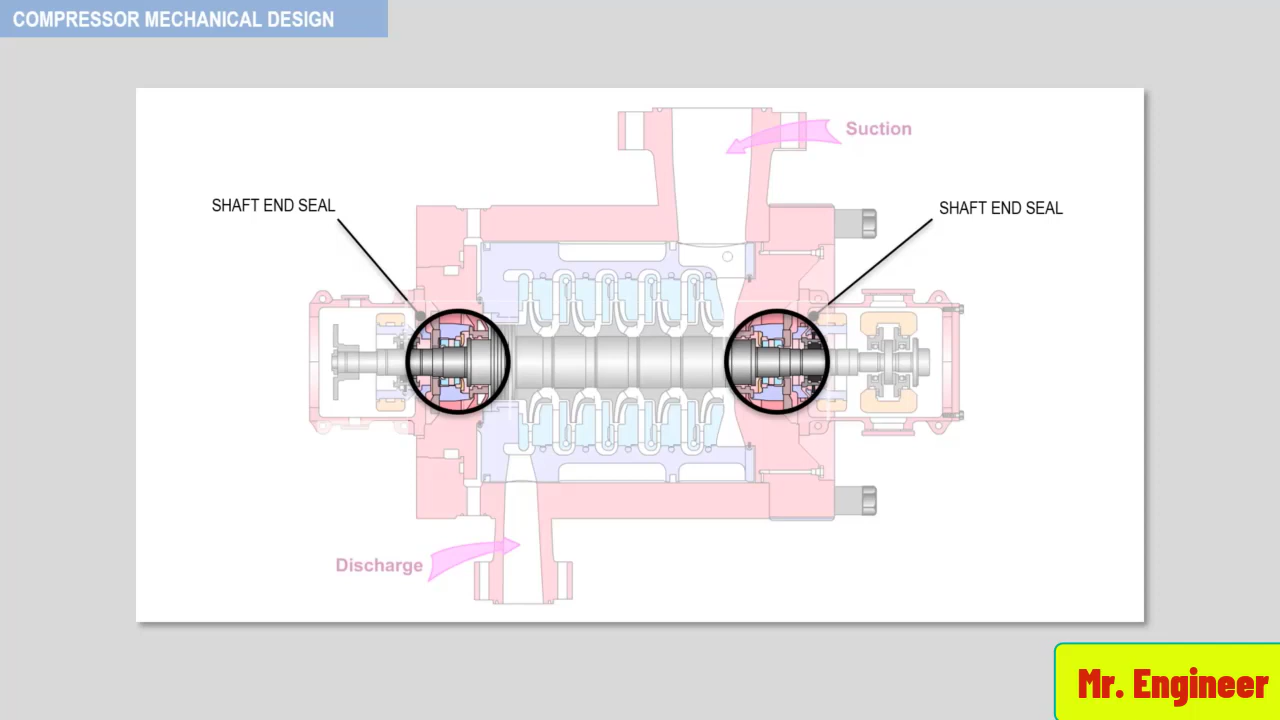 COMPRESSOR MECHANICAL DESIGN
Suction
SHAFT END SEAL
SHAFT END SEAL
Discharge
Mr. Engineer